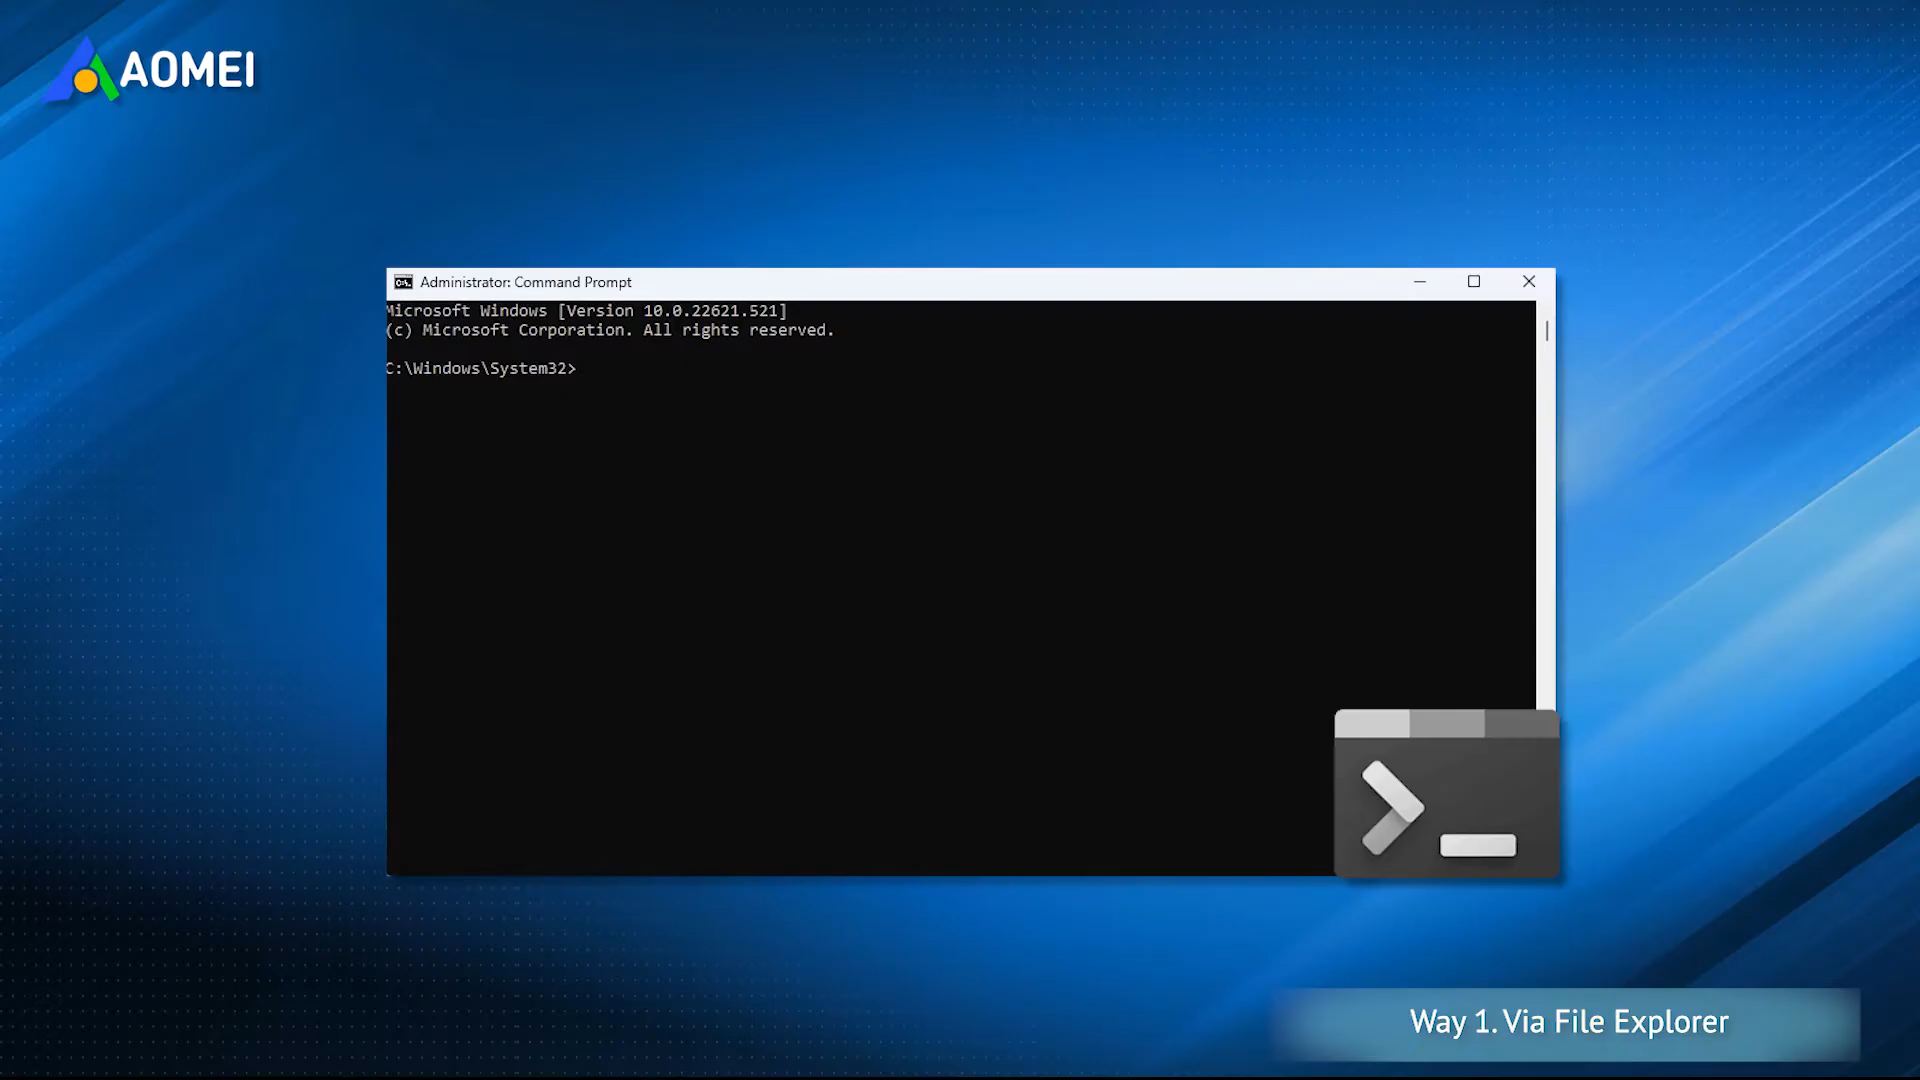 AOMEI
Administrator: Command Prompt
Microsoft Windows [Version 10.0.22621.521]
(c) Microsoft Corporation. All rights reserved.
C:\Windows\System32>
Way 1. Via File Explorer